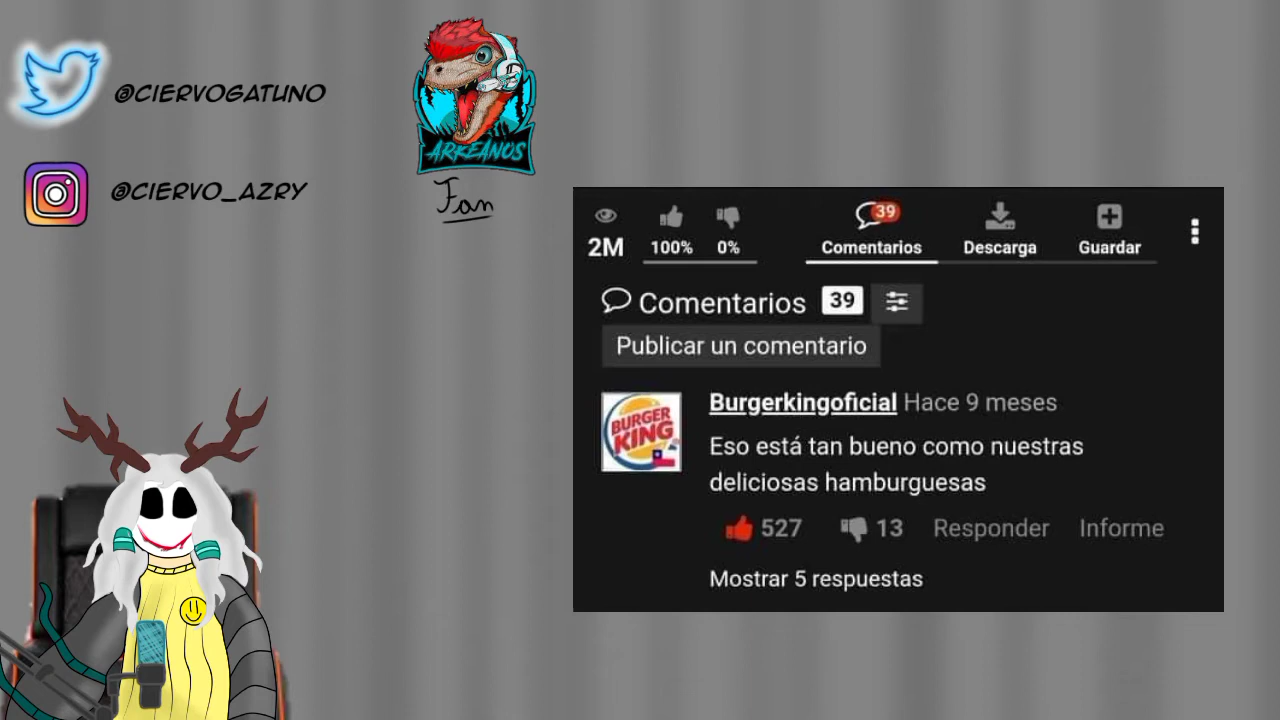 @CIERVOGATUNO
@CIERVO_AZRY
ARKEANOS
Fan
2M
100% 0%
39
Comentarios Descarga Guardar
Comentarios 39
Publicar un comentario
BURGER
KING
Burgerkingoficial Hace 9 meses
Eso está tan bueno como nuestras
deliciosas hamburguesas
527 13 Responder Informe
Mostrar 5 respuestas